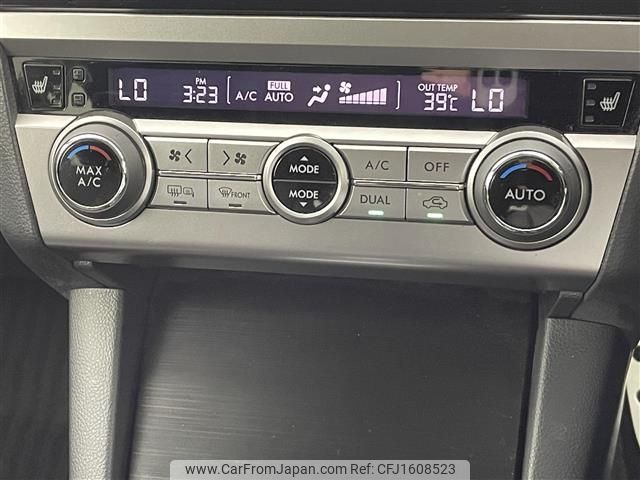 LO PM 3:23 A/C FULL AUTO OUT TEMP 39℃ LO
MAX A/C MODE A/C OFF AUTO
FRONT MODE DUAL
www.CarFromJapan.com - CFJ1608523